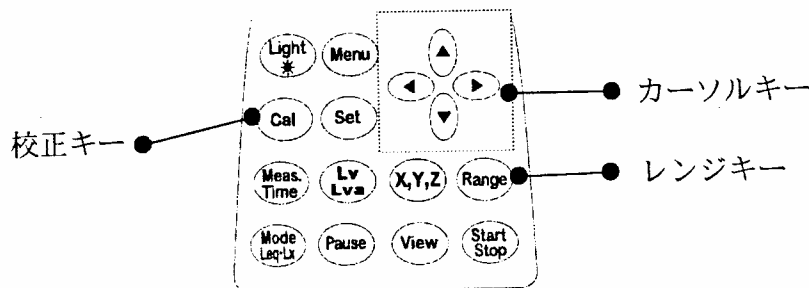 Light
Menu
カーソルキー
校正キー
Cal
Set
Meas.
Time
Lv
Lva
X,Y,Z
Range
レンジキー
Mode
Leq·Lx
Pause
View
Start
Stop